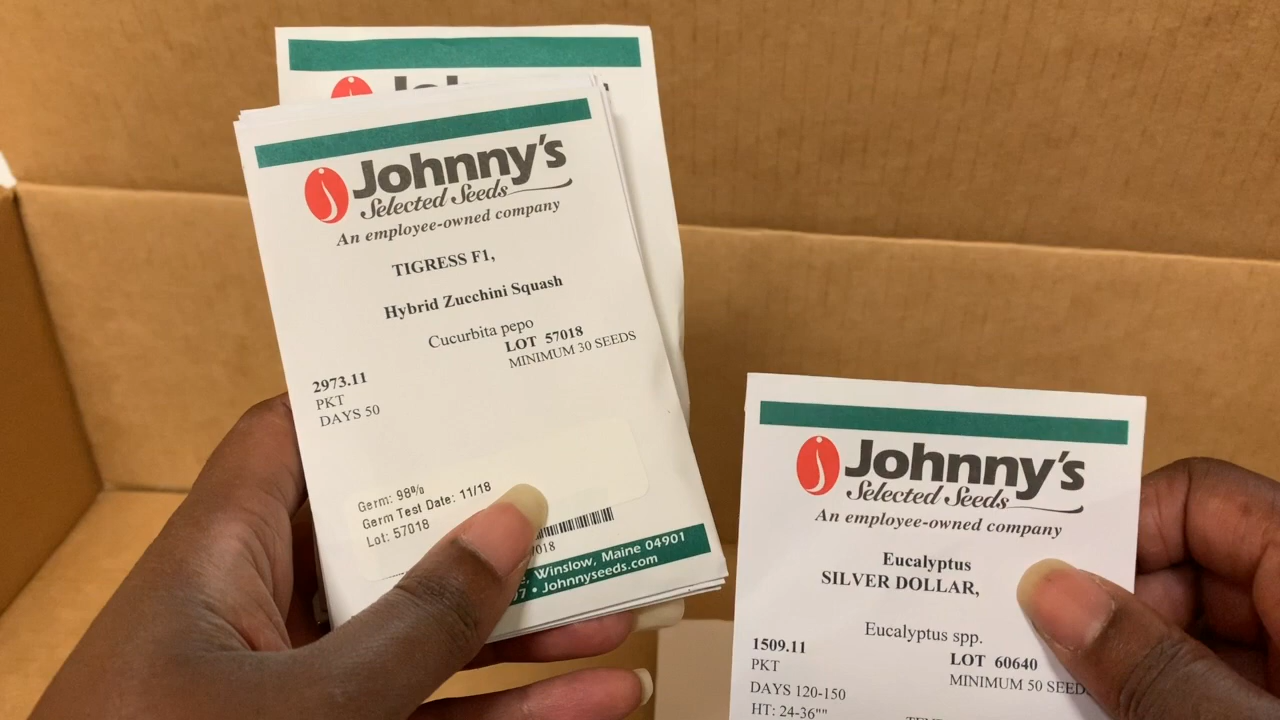 Johnny's
Selected Seeds
An employee-owned company
TIGRESS F1,
Hybrid Zucchini Squash
Cucurbita pepo
LOT 57018
MINIMUM 30 SEEDS
2973.11
PKT
DAYS 50
Germ: 98%
Germ Test Date: 11/18
Lot: 57018
7018
Winslow, Maine 04901
• Johnnyseeds.com
Johnny's
Selected Seeds
An employee-owned company
Eucalyptus
SILVER DOLLAR,
Eucalyptus spp.
1509.11
LOT 60640
PKT
MINIMUM 50 SEED
DAYS 120-150
HT: 24-36""